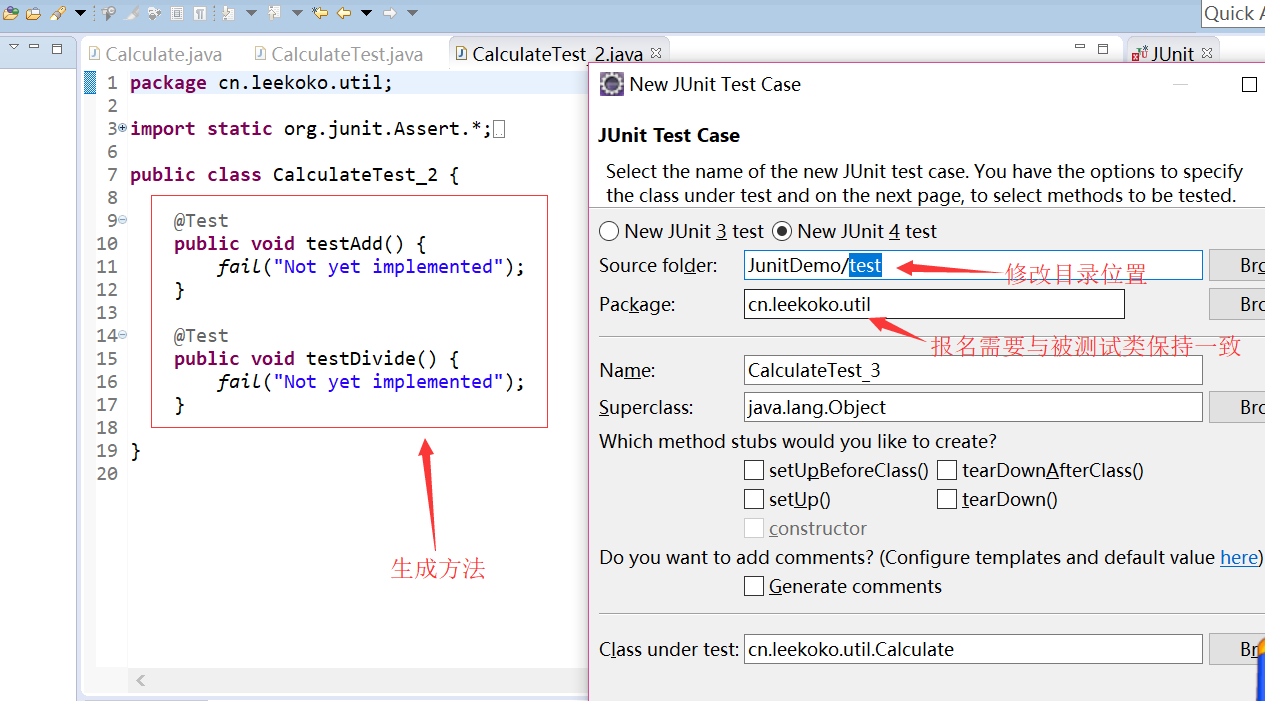 Quick A
Calculate.java
CalculateTest.java
CalculateTest_2.java
JUnit
1 package cn.leekoko.util;
2
3 import static org.junit.Assert.*;
6
7 public class CalculateTest_2 {
8
9 @Test
10 public void testAdd() {
11 fail("Not yet implemented");
12 }
13
14 @Test
15 public void testDivide() {
16 fail("Not yet implemented");
17 }
18
19 }
20
生成方法
New JUnit Test Case
JUnit Test Case
Select the name of the new JUnit test case. You have the options to specify
the class under test and on the next page, to select methods to be tested.
New JUnit 3 test New JUnit 4 test
Source folder: JunitDemo/test Bro
修改目录位置
Package: cn.leekoko.util Bro
报名需要与被测试类保持一致
Name: CalculateTest_3
Superclass: java.lang.Object Bro
Which method stubs would you like to create?
setUpBeforeClass() tearDownAfterClass()
setUp() tearDown()
constructor
Do you want to add comments? (Configure templates and default value here)
Generate comments
Class under test: cn.leekoko.util.Calculate Br